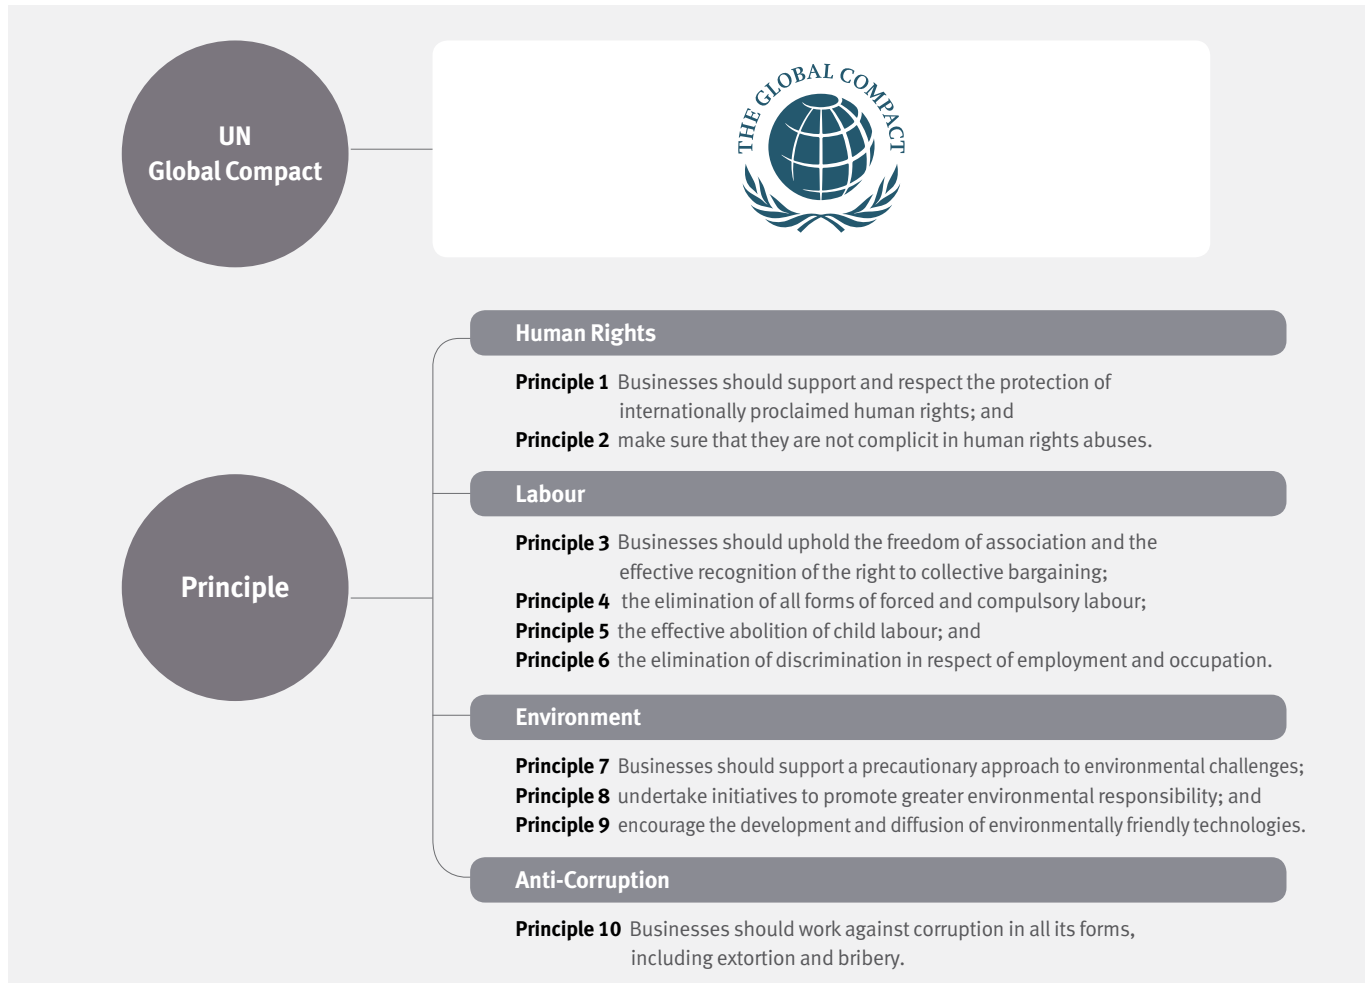 UN
Global Compact
THE GLOBAL COMPACT
Principle
Human Rights
Principle 1 Businesses should support and respect the protection of
internationally proclaimed human rights; and
Principle 2 make sure that they are not complicit in human rights abuses.
Labour
Principle 3 Businesses should uphold the freedom of association and the
effective recognition of the right to collective bargaining;
Principle 4 the elimination of all forms of forced and compulsory labour;
Principle 5 the effective abolition of child labour; and
Principle 6 the elimination of discrimination in respect of employment and occupation.
Environment
Principle 7 Businesses should support a precautionary approach to environmental challenges;
Principle 8 undertake initiatives to promote greater environmental responsibility; and
Principle 9 encourage the development and diffusion of environmentally friendly technologies.
Anti-Corruption
Principle 10 Businesses should work against corruption in all its forms,
including extortion and bribery.